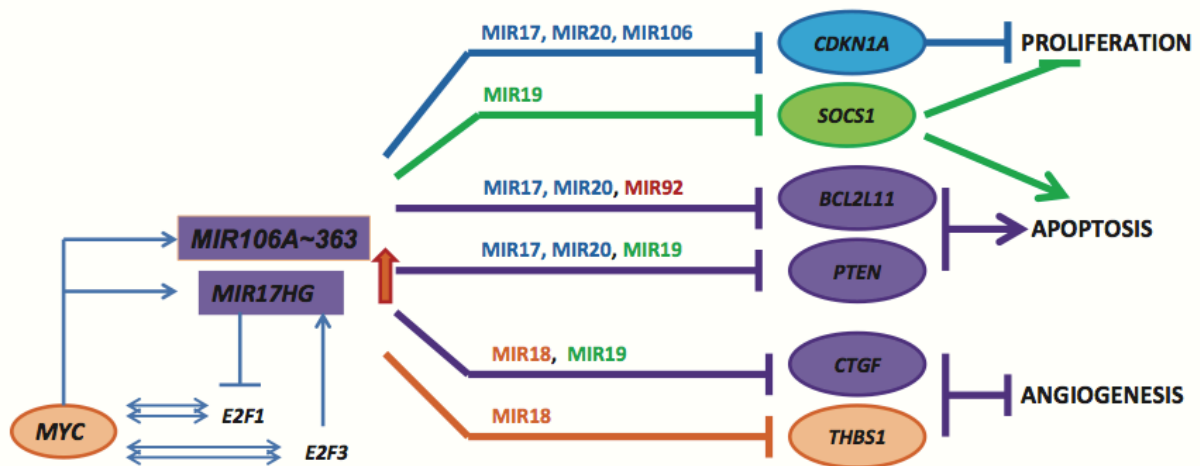 MIR17, MIR20, MIR106
CDKN1A
PROLIFERATION
MIR19
SOCS1
MIR17, MIR20, MIR92
BCL2L11
MIR106A~363
APOPTOSIS
MIR17, MIR20, MIR19
PTEN
MIR17HG
MIR18, MIR19
CTGF
ANGIOGENESIS
MYC
E2F1
MIR18
THBS1
E2F3